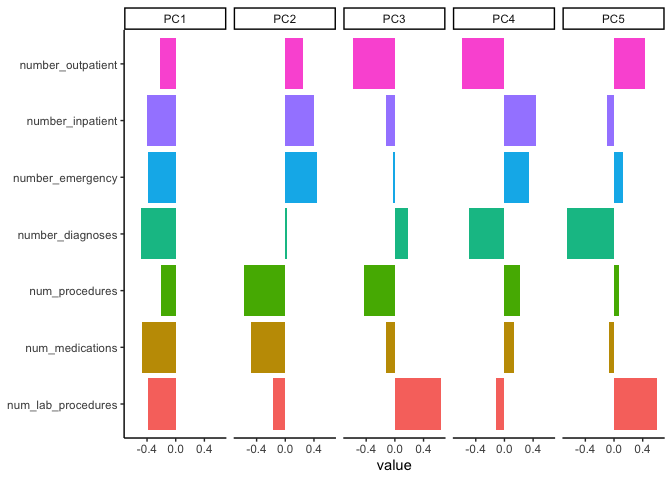 PC1 PC2 PC3 PC4 PC5
number_outpatient
number_inpatient
number_emergency
number_diagnoses
num_procedures
num_medications
num_lab_procedures
-0.4 0.0 0.4 -0.4 0.0 0.4 -0.4 0.0 0.4 -0.4 0.0 0.4 -0.4 0.0 0.4
value